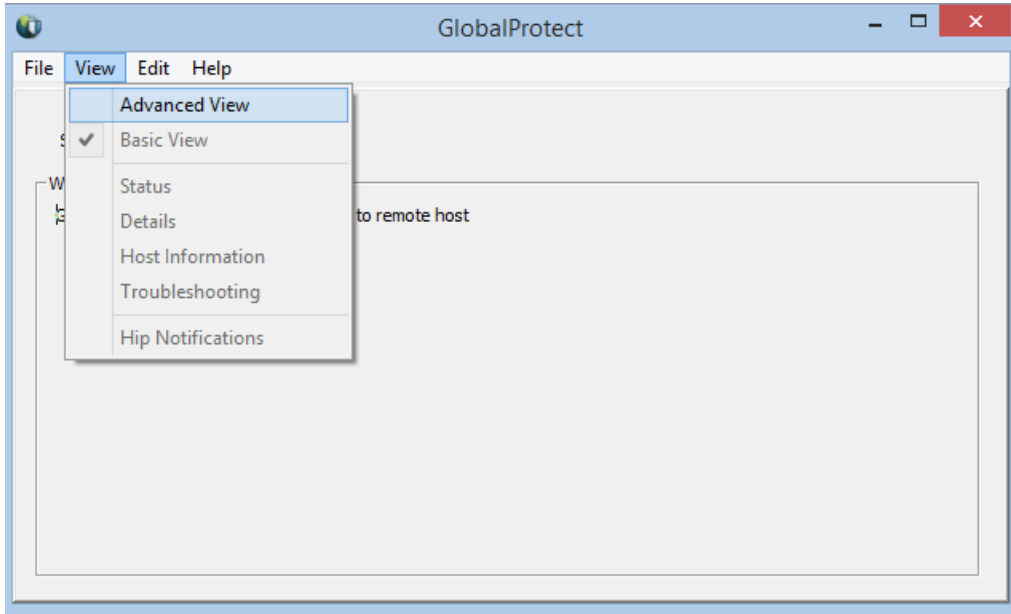 GlobalProtect
File View Edit Help
Advanced View
Basic View
Status
Details
to remote host
Host Information
Troubleshooting
Hip Notifications